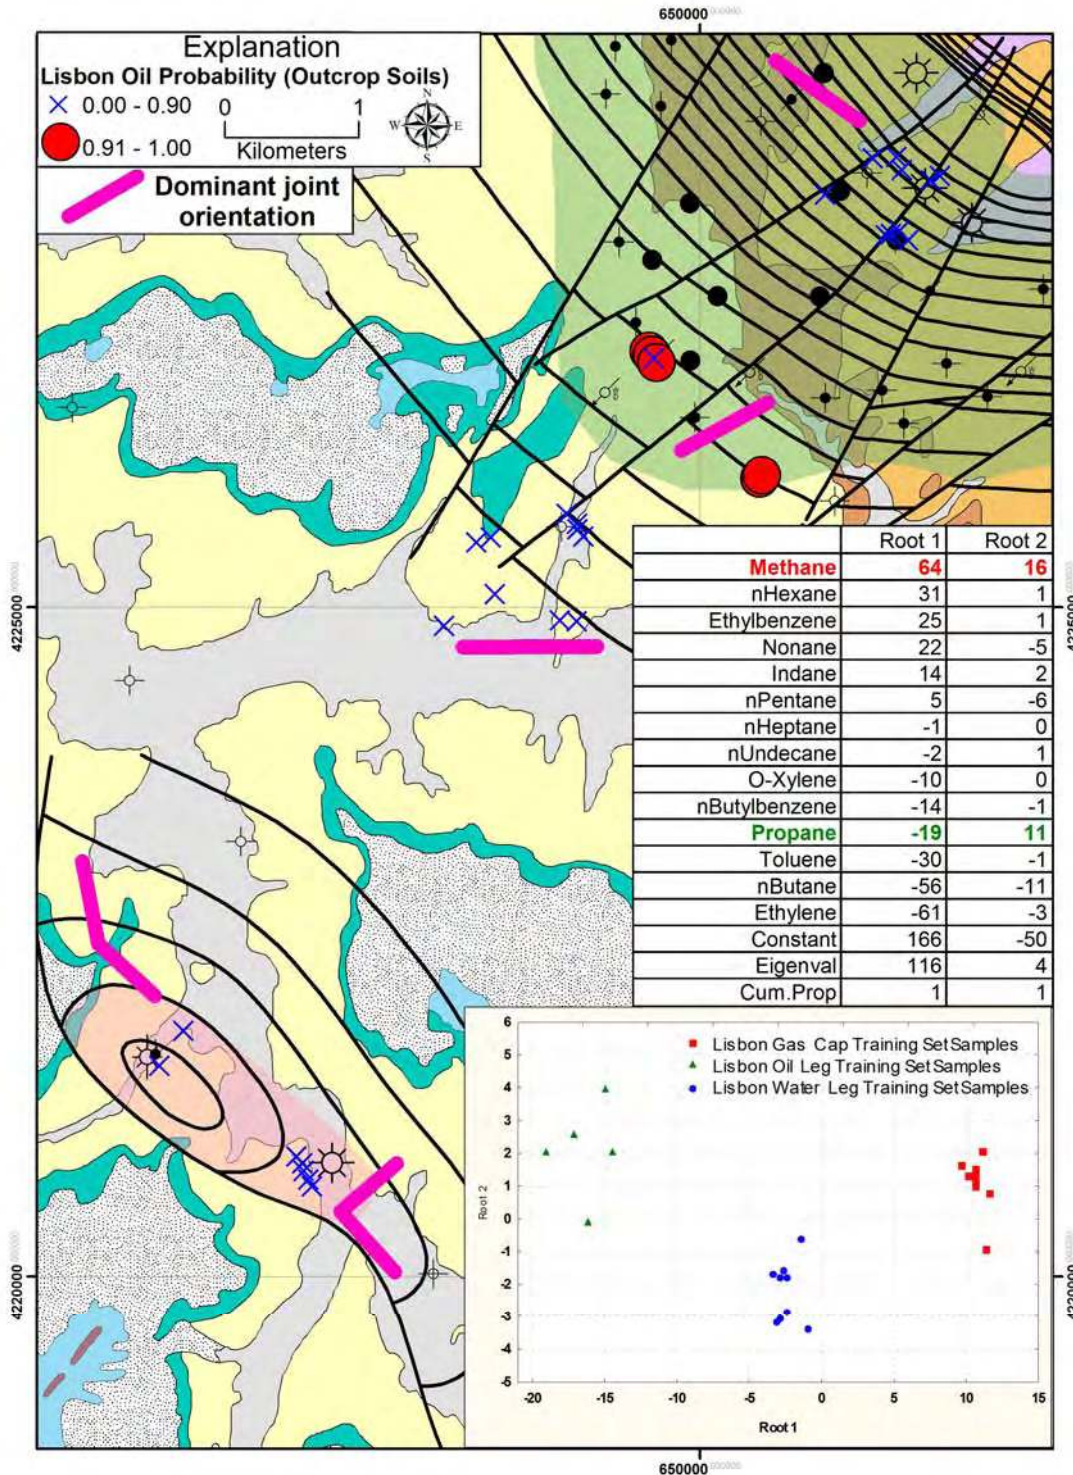 650000
Explanation
Lisbon Oil Probability (Outcrop Soils)
0.00 - 0.90
0 1
N
W E
S
0.91 - 1.00
Kilometers
Dominant joint
orientation
4225000
4225000
Root 1 Root 2
Methane 64 16
nHexane 31 1
Ethylbenzene 25 1
Nonane 22 -5
Indane 14 2
nPentane 5 -6
nHeptane -1 0
nUndecane -2 1
O-Xylene -10 0
nButylbenzene -14 -1
Propane -19 11
Toluene -30 -1
nButane -56 -11
Ethylene -61 -3
Constant 166 -50
Eigenval 116 4
Cum.Prop 1 1
Lisbon Gas Cap Training Set Samples
Lisbon Oil Leg Training Set Samples
Lisbon Water Leg Training Set Samples
6
5
4
3
2
1
0
-1
-2
-3
-4
-5
Root 2
-20 -15 -10 -5 0 5 10 15
Root 1
4220000
4220000
650000